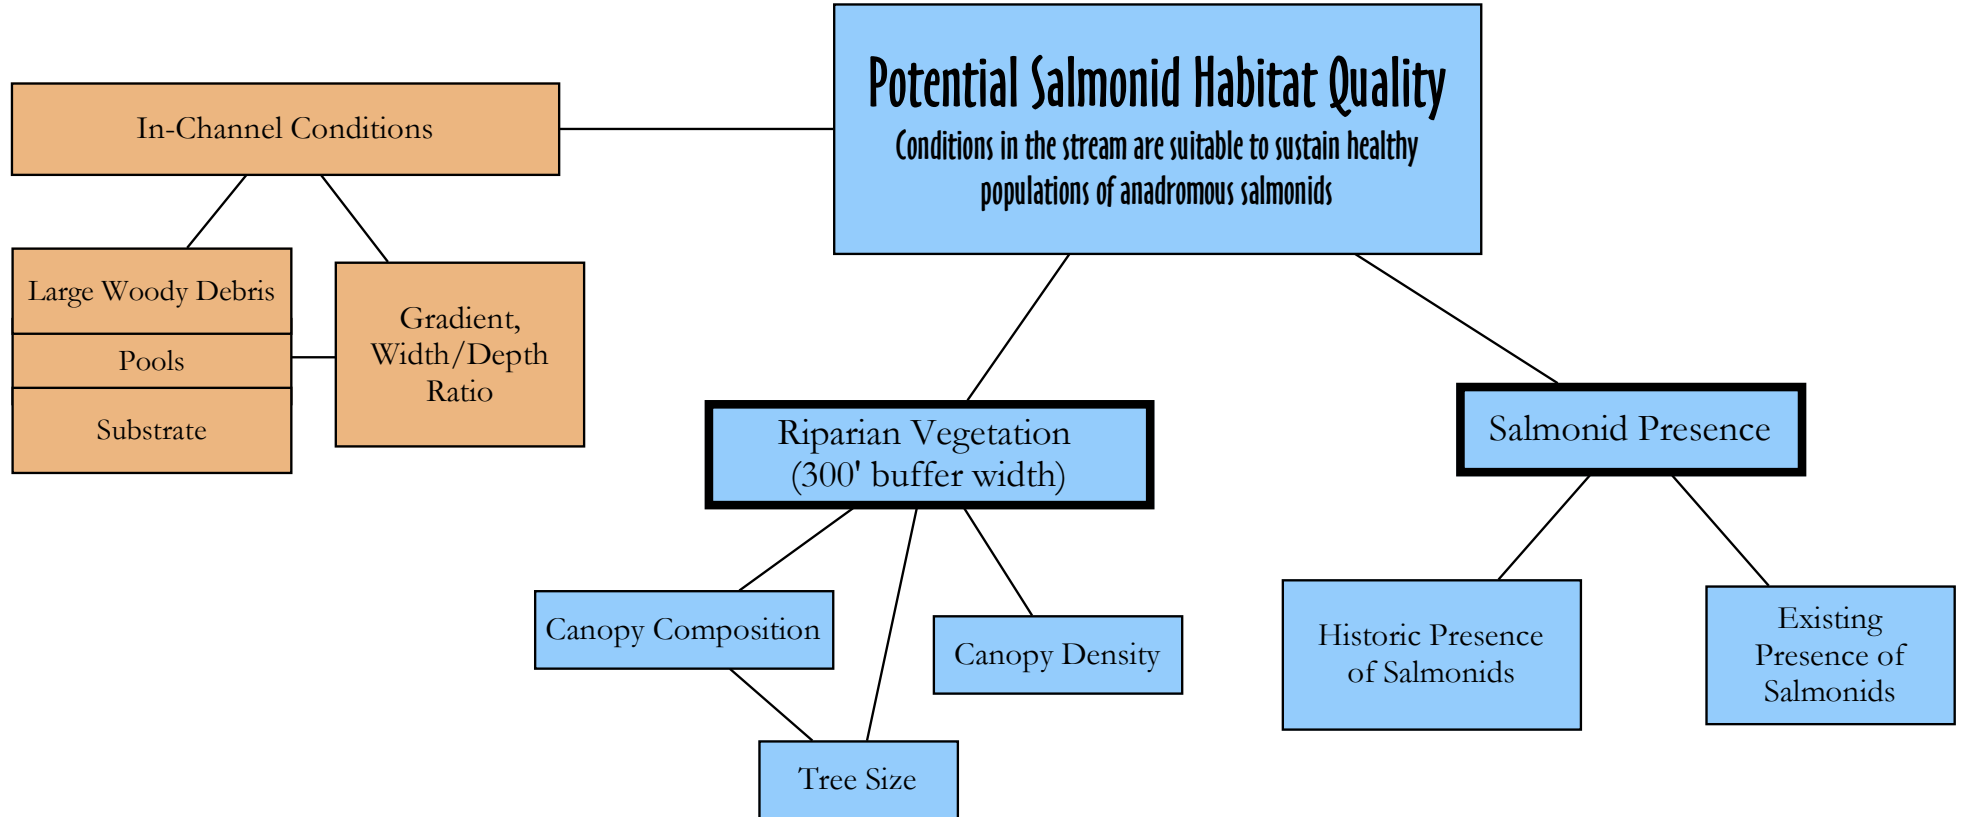 Potential Salmonid Habitat Quality
Conditions in the stream are suitable to sustain healthy
populations of anadromous salmonids
In-Channel Conditions
Large Woody Debris
Pools
Substrate
Gradient,
Width/Depth
Ratio
Riparian Vegetation
(300' buffer width)
Salmonid Presence
Canopy Composition
Canopy Density
Tree Size
Historic Presence
of Salmonids
Existing
Presence of
Salmonids